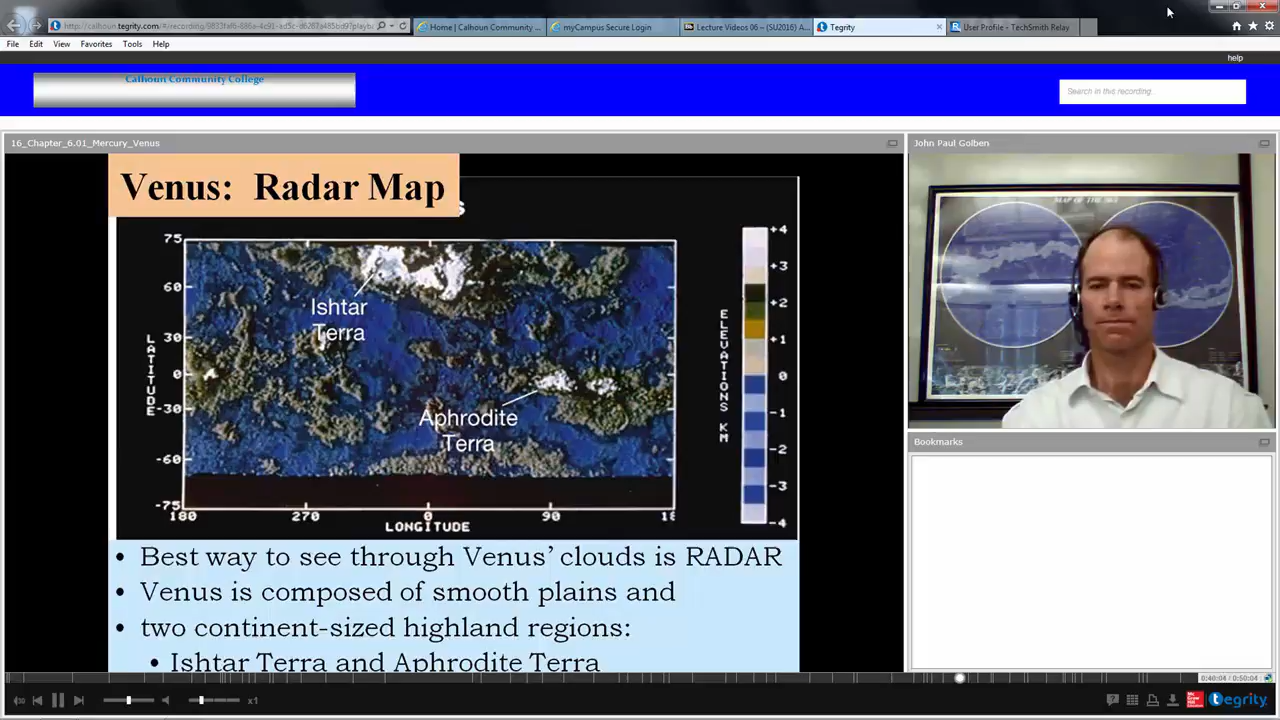 Home | Calhoun Community ...
myCampus Secure Login
Lecture Videos 06 – (SU2016) A...
Tegrity
User Profile - TechSmith Relay
File Edit View Favorites Tools Help
help
Calhoun Community College
Search in this recording..
16_Chapter_6.01_Mercury_Venus
John Paul Golben
Venus: Radar Map
MAP OF THE SKY
75
60
30
0
-30
-60
-75
LATITUDE
Ishtar
Terra
Aphrodite
Terra
180 270 0 90 18
LONGITUDE
ELEVATIONS KM
+4
+3
+2
0
-1
-2
-3
-4
Bookmarks
• Best way to see through Venus’ clouds is RADAR
• Venus is composed of smooth plains and
• two continent-sized highland regions:
• Ishtar Terra and Aphrodite Terra
0:40:04 / 0:50:04
x1
tegrity